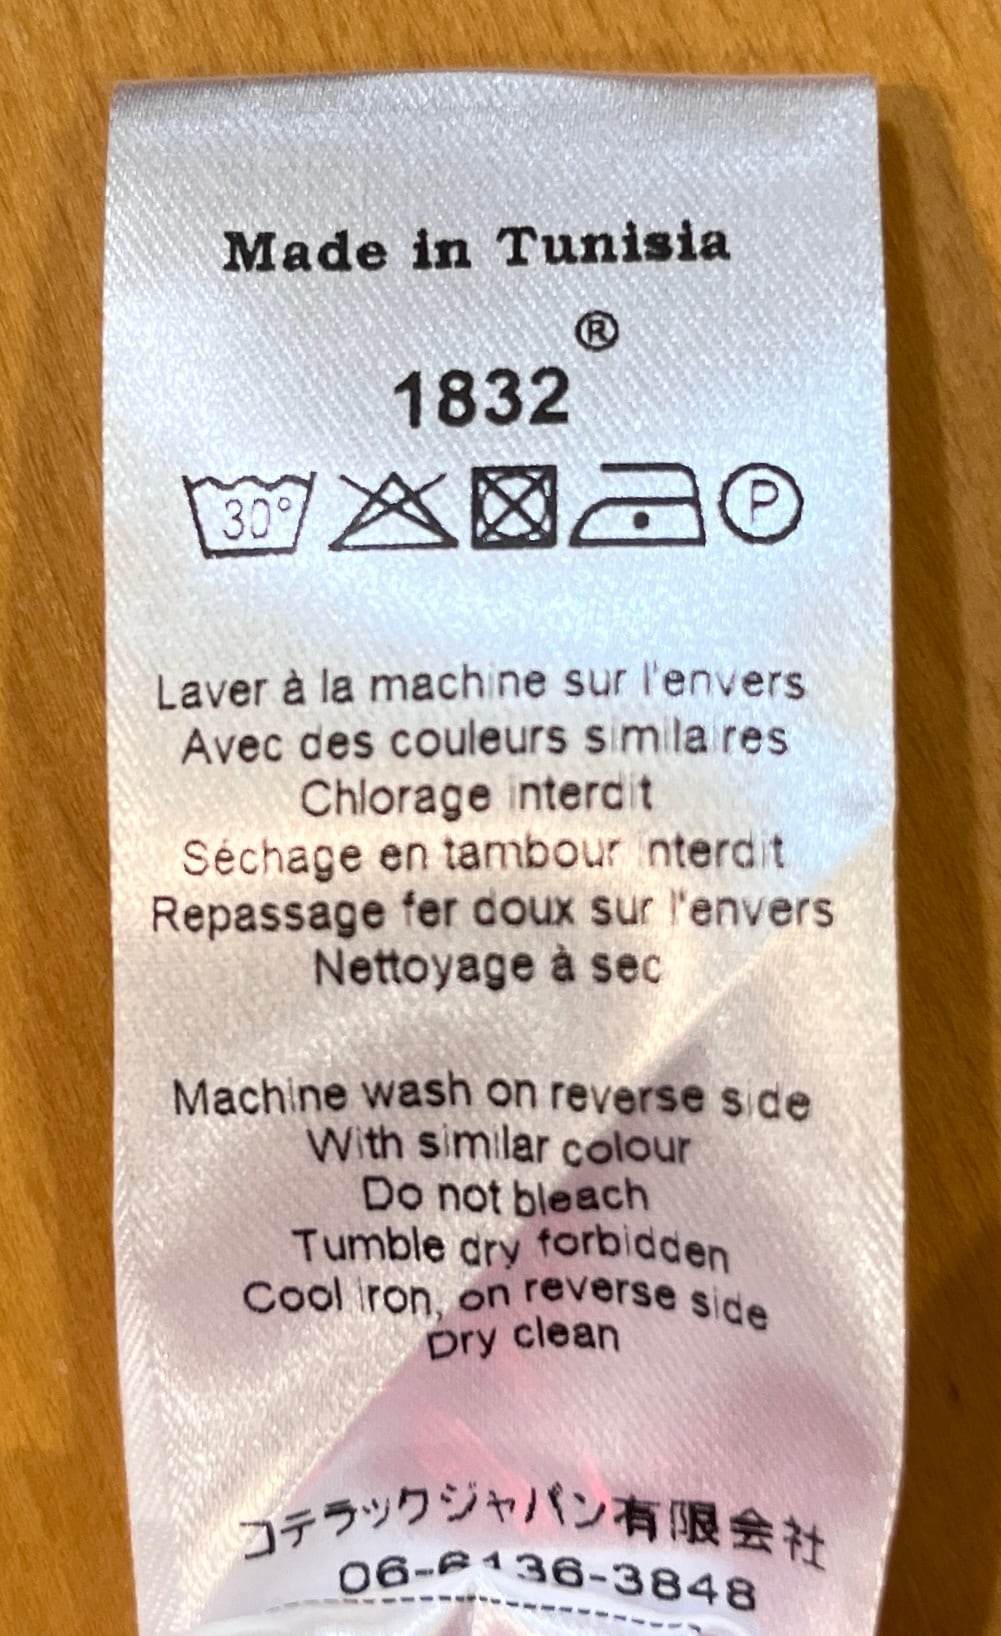 Made in Tunisia
®
1832
30° P
Laver à la machine sur l'envers
Avec des couleurs similaires
Chlorage interdit
Séchage en tambour interdit
Repassage fer doux sur l'envers
Nettoyage à sec
Machine wash on reverse side
With similar colour
Do not bleach
Tumble dry forbidden
Cool iron, on reverse side
Dry clean
コテラックジャパン有限会社
06-6136-3848